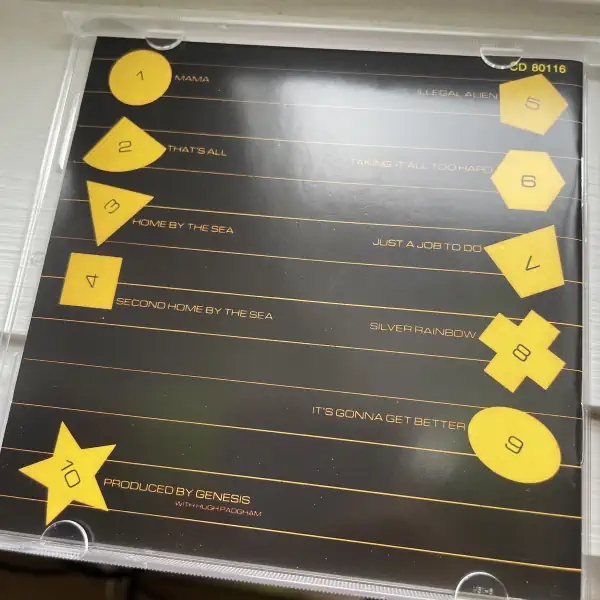 CD 80116
1 MAMA
2 THAT'S ALL
3 HOME BY THE SEA
4 SECOND HOME BY THE SEA
ILLEGAL ALIEN 5
TAKING IT ALL TOO HARD 6
JUST A JOB TO DO 7
SILVER RAINBOW 8
IT'S GONNA GET BETTER 9
10 PRODUCED BY GENESIS
WITH HUGH PADGHAM